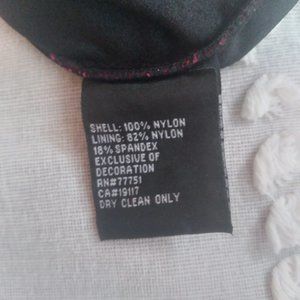 SHELL: 100% NYLON
LINING: 82% NYLON
18% SPANDEX
EXCLUSIVE OF
DECORATION
RN#77751
CA#19117
DRY CLEAN ONLY